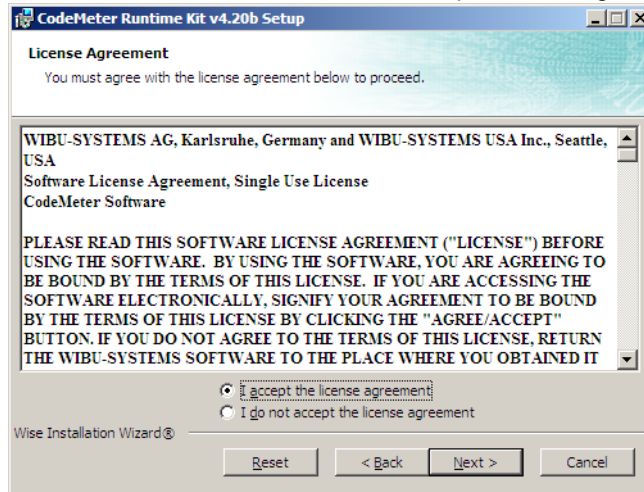 CodeMeter Runtime Kit v4.20b Setup
License Agreement
You must agree with the license agreement below to proceed.
WIBU-SYSTEMS AG, Karlsruhe, Germany and WIBU-SYSTEMS USA Inc., Seattle,
USA
Software License Agreement, Single Use License
CodeMeter Software
PLEASE READ THIS SOFTWARE LICENSE AGREEMENT ("LICENSE") BEFORE
USING THE SOFTWARE. BY USING THE SOFTWARE, YOU ARE AGREEING TO
BE BOUND BY THE TERMS OF THIS LICENSE. IF YOU ARE ACCESSING THE
SOFTWARE ELECTRONICALLY, SIGNIFY YOUR AGREEMENT TO BE BOUND
BY THE TERMS OF THIS LICENSE BY CLICKING THE "AGREE/ACCEPT"
BUTTON. IF YOU DO NOT AGREE TO THE TERMS OF THIS LICENSE, RETURN
THE WIBU-SYSTEMS SOFTWARE TO THE PLACE WHERE YOU OBTAINED IT
I accept the license agreement
I do not accept the license agreement
Wise Installation Wizard®
Reset < Back Next > Cancel